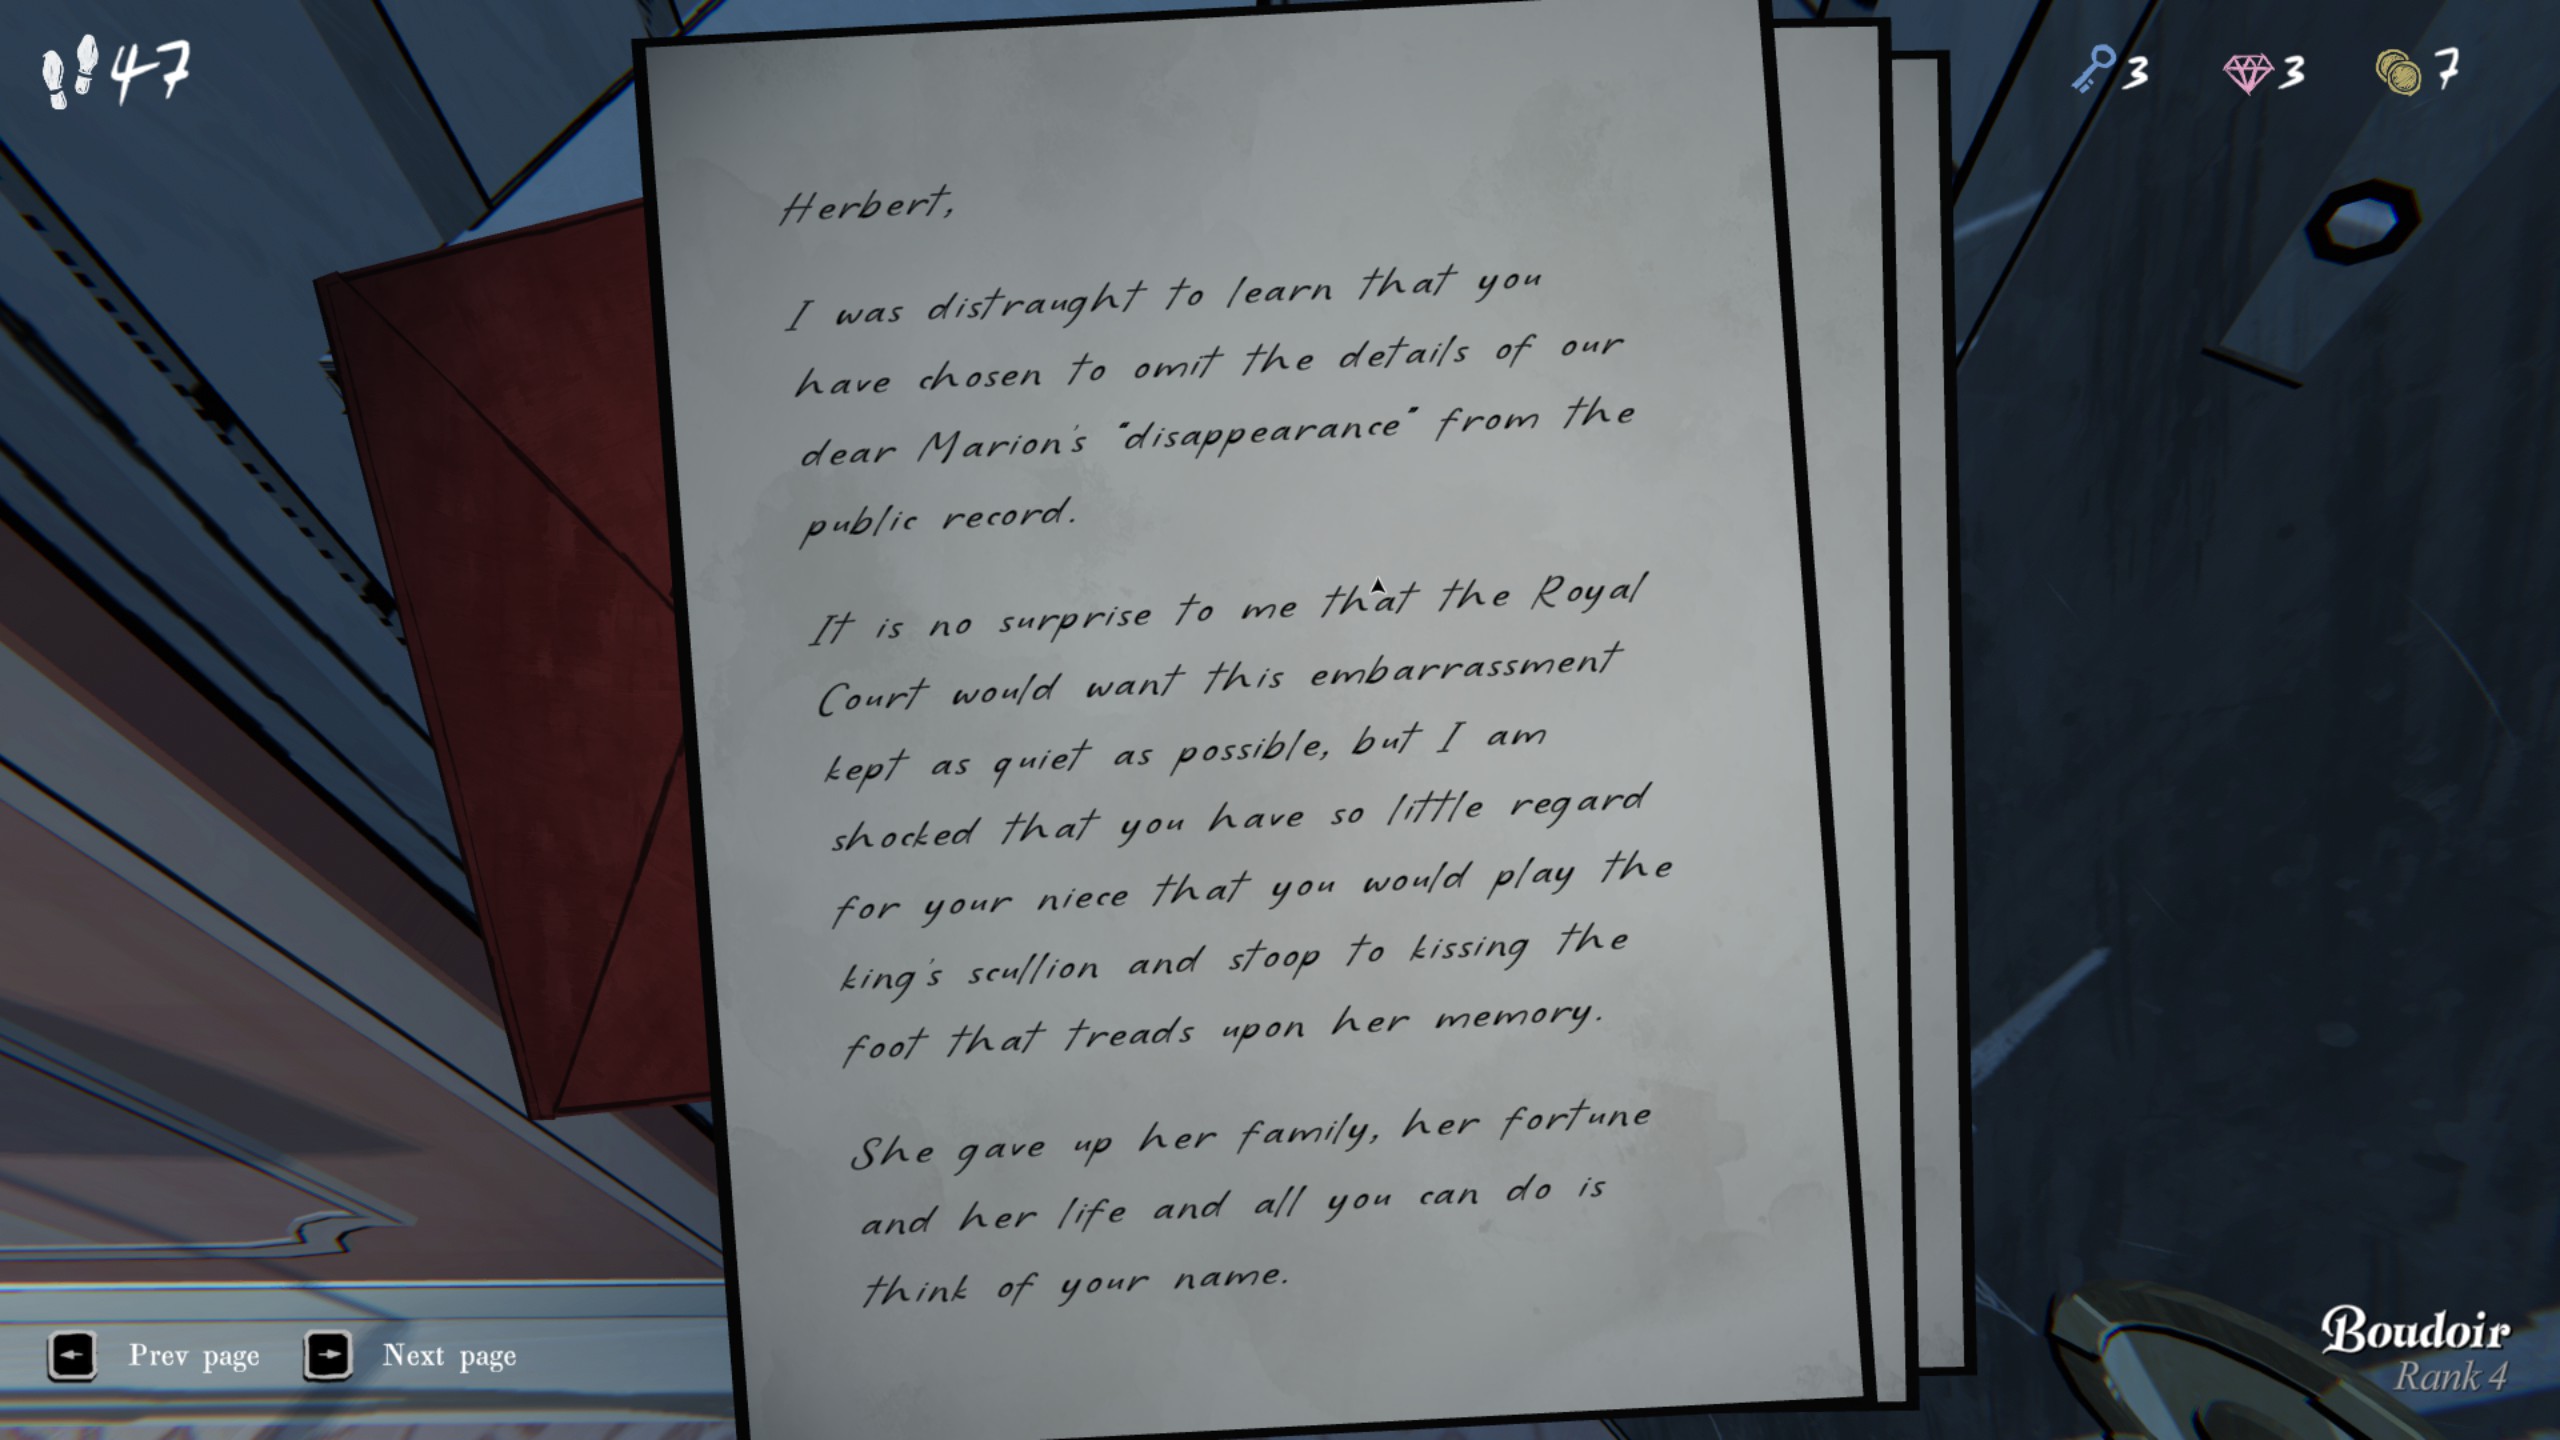 47
3
3
7
Herbert,
I was distraught to learn that you
have chosen to omit the details of our
dear Marion's "disappearance" from the
public record.
It is no surprise to me that the Royal
Court would want this embarrassment
kept as quiet as possible, but I am
shocked that you have so little regard
for your niece that you would play the
king's scullion and stoop to kissing the
foot that treads upon her memory.
She gave up her family, her fortune
and her life and all you can do is
think of your name.
Prev page
Next page
Boudoir
Rank 4